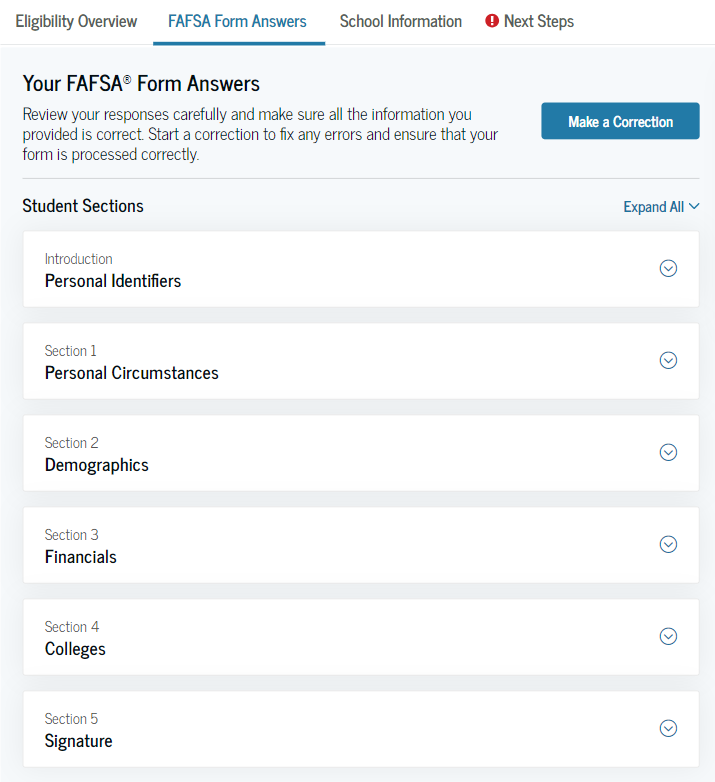 Eligibility Overview FAFSA Form Answers School Information Next Steps
Your FAFSA® Form Answers
Review your responses carefully and make sure all the information you
provided is correct. Start a correction to fix any errors and ensure that your
form is processed correctly.
Make a Correction
Student Sections
Expand All
Introduction
Personal Identifiers
Section 1
Personal Circumstances
Section 2
Demographics
Section 3
Financials
Section 4
Colleges
Section 5
Signature